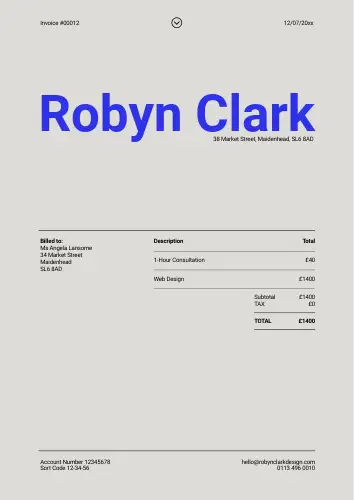 Invoice #00012 12/07/20xx
Robyn Clark
38 Market Street, Maidenhead, SL6 8AD
Billed to: Description Total
Ms Angela Lansome
34 Market Street
Maidenhead
SL6 8AD
1-Hour Consultation £40
Web Design £1400
Subtotal £1400
TAX £0
TOTAL £1400
Account Number 12345678 hello@robynclarkdesign.com
Sort Code 12-34-56 0113 496 0010